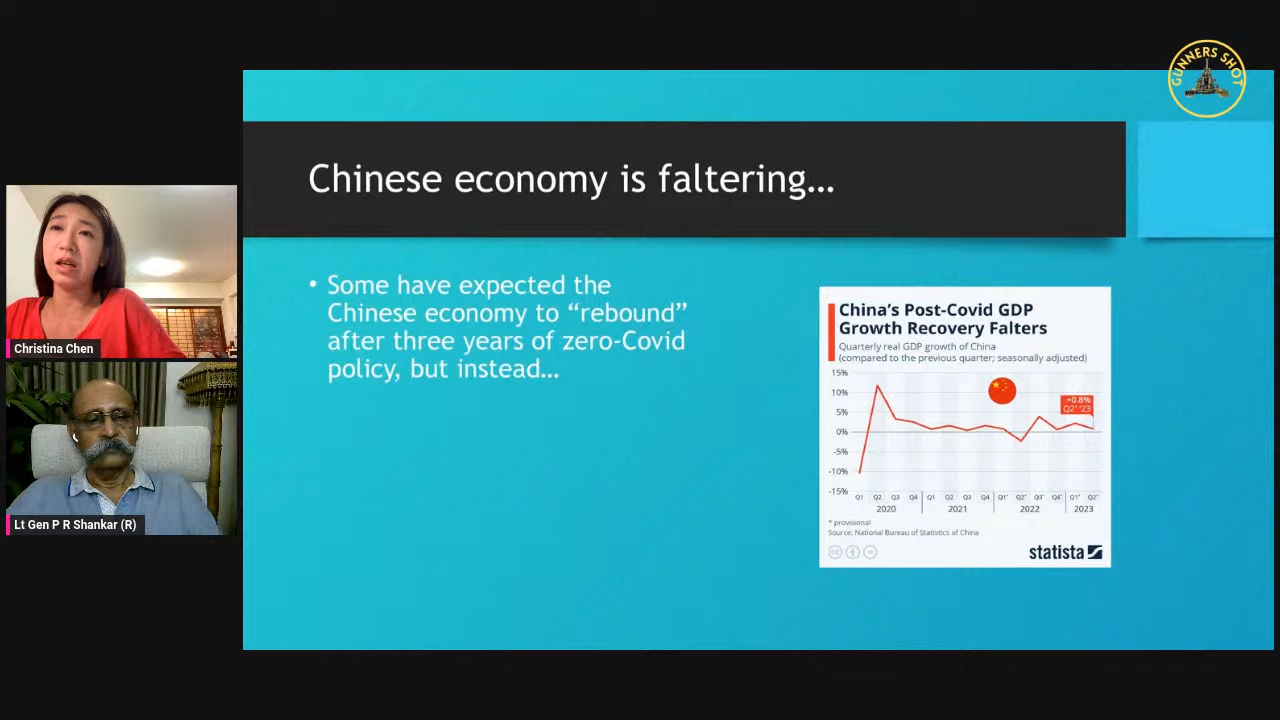 GUNNERS SHOT
Chinese economy is faltering...
• Some have expected the
Chinese economy to “rebound”
after three years of zero-Covid
policy, but instead…
China's Post-Covid GDP
Growth Recovery Falters
Quarterly real GDP growth of China
(compared to the previous quarter; seasonally adjusted)
15%
10%
5%
0%
-5%
-10%
-15%
+0.8%
Q2* '23
Q1 Q2 Q3 Q4 Q1 Q2 Q3 Q4 Q1* Q2* Q3* Q4* Q1* Q2*
2020 2021 2022 2023
* provisional
Source: National Bureau of Statistics of China
cc
statista
Christina Chen
Lt Gen P R Shankar (R)